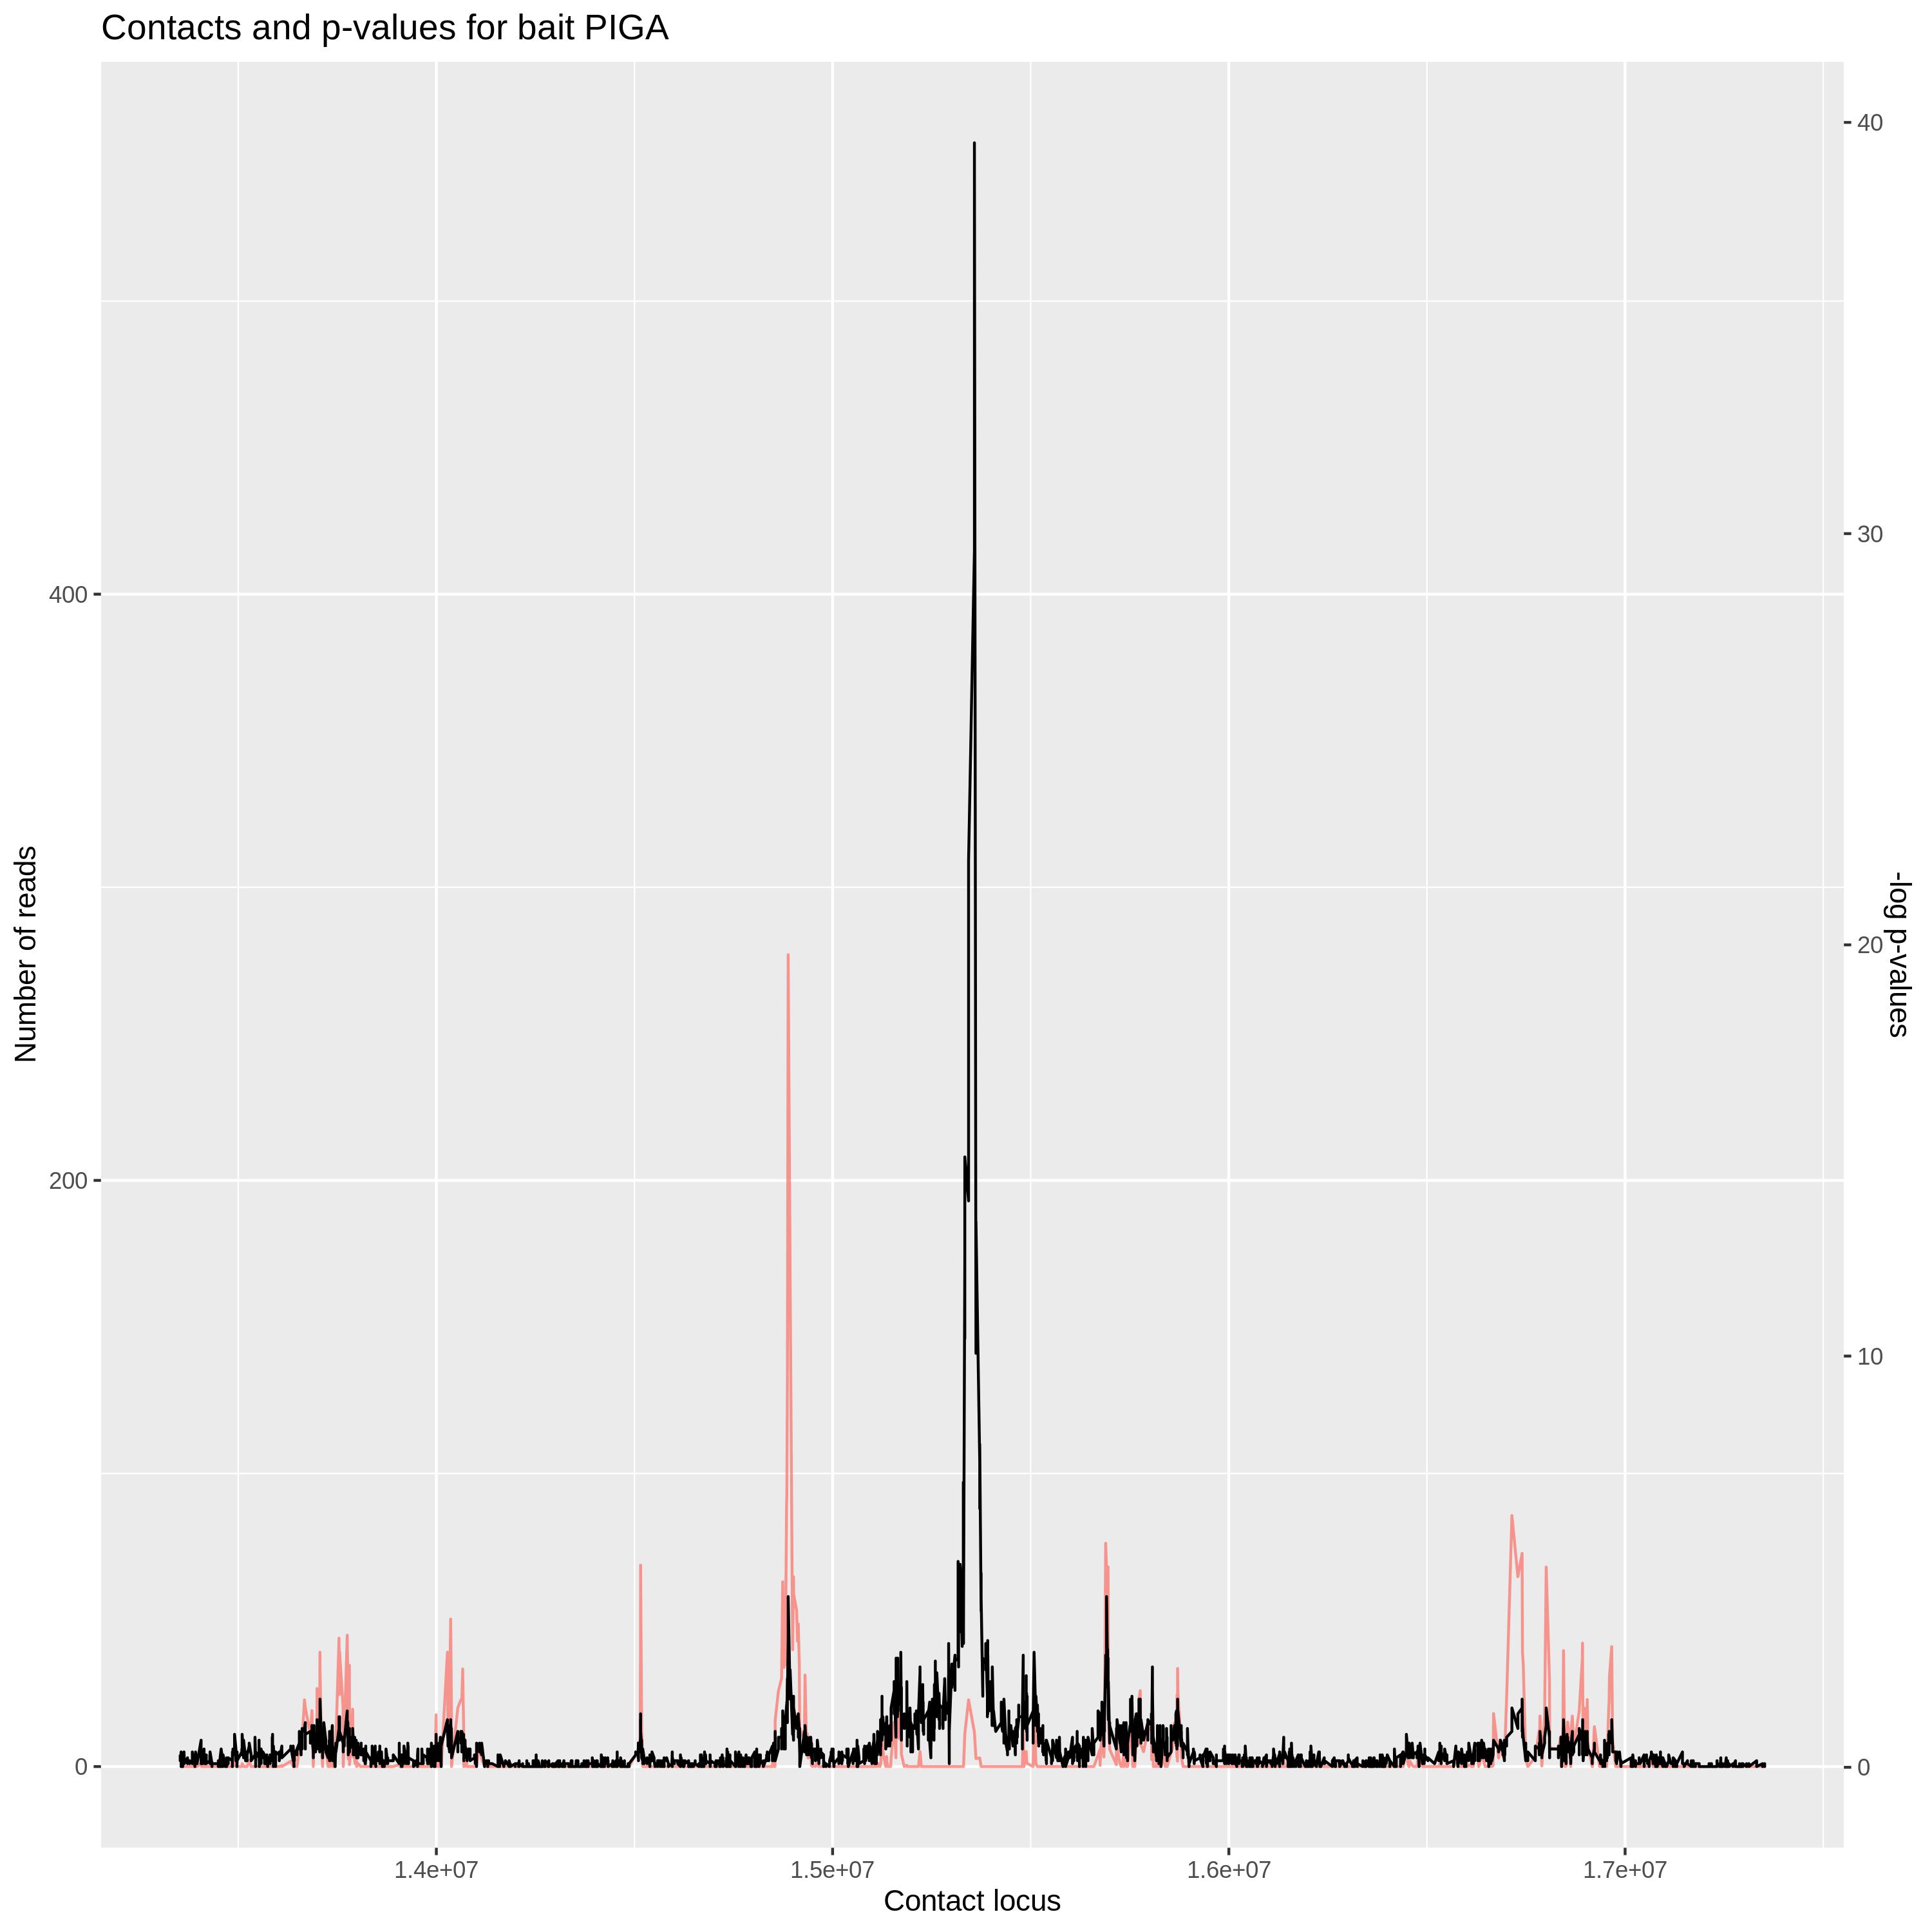 Contacts and p-values for bait PIGA
Number of reads
400
200
0
40
30
20
10
0
-log p-values
1.4e+07 1.5e+07 1.6e+07 1.7e+07
Contact locus